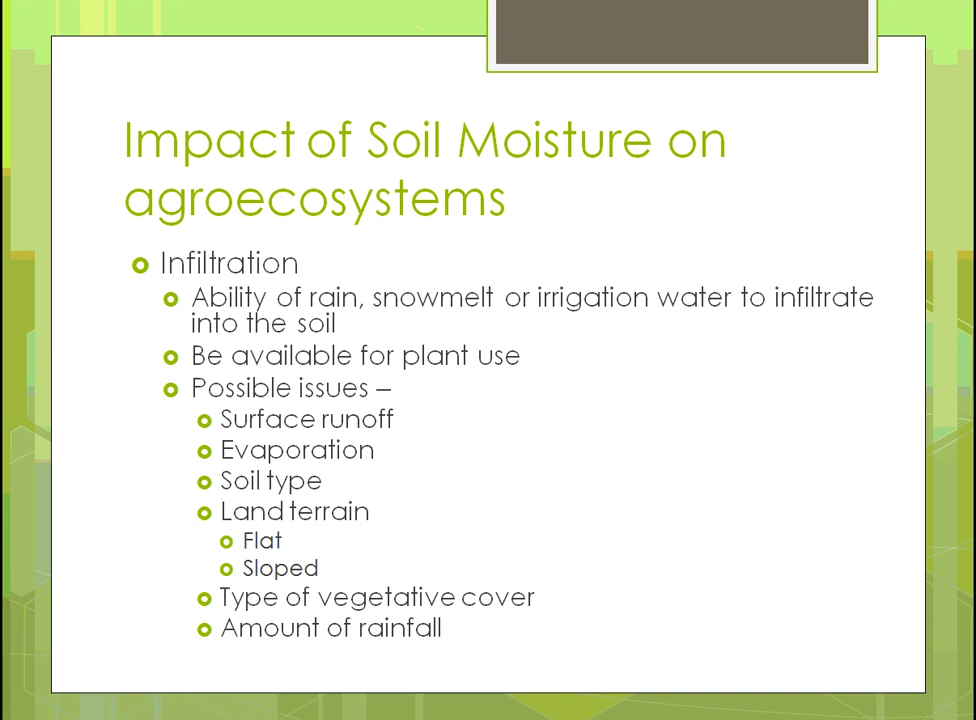 Impact of Soil Moisture on
agroecosystems
Infiltration
Ability of rain, snowmelt or irrigation water to infiltrate
into the soil
Be available for plant use
Possible issues –
Surface runoff
Evaporation
Soil type
Land terrain
Flat
Sloped
Type of vegetative cover
Amount of rainfall